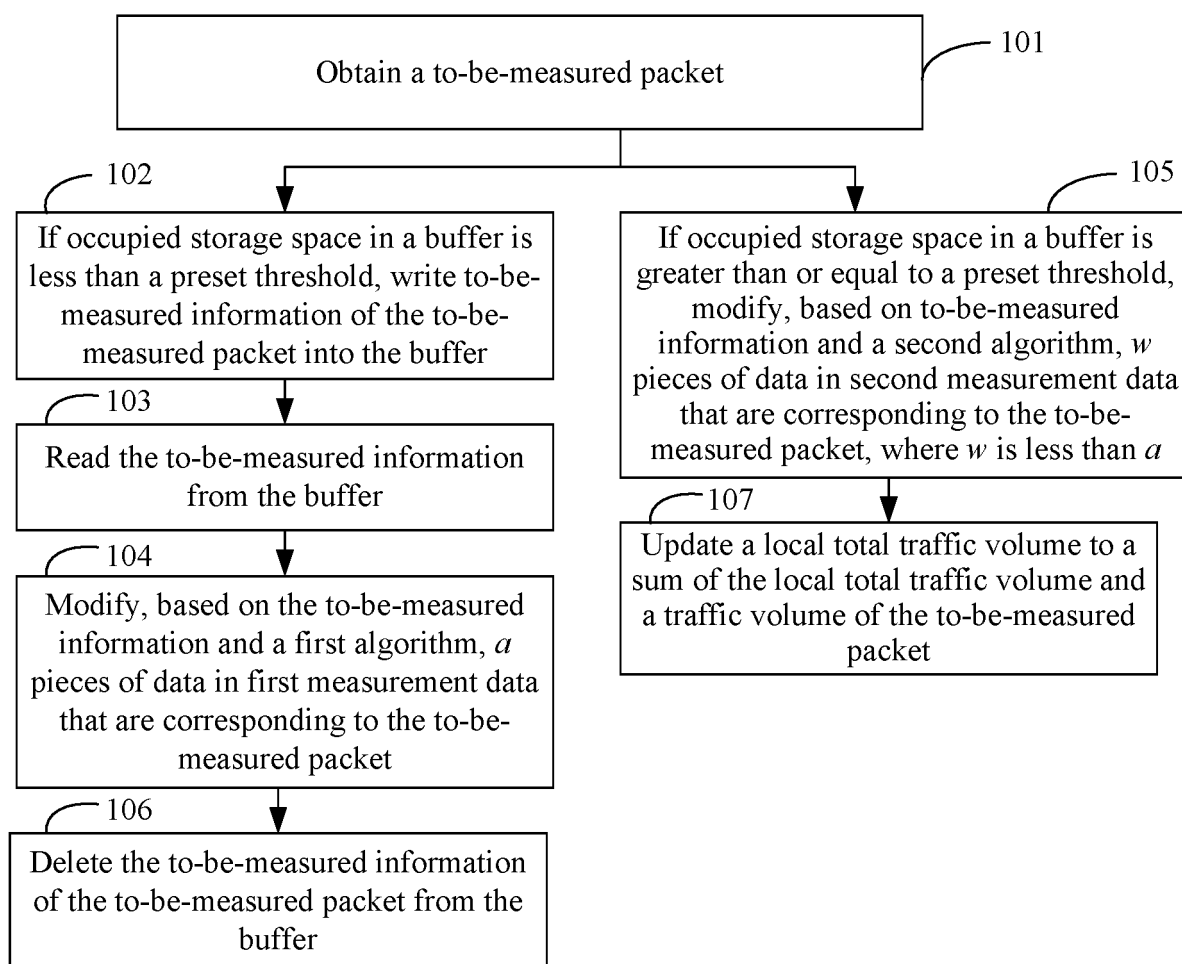 101
Obtain a to-be-measured packet
102
If occupied storage space in a buffer is
less than a preset threshold, write to-be-
measured information of the to-be-
measured packet into the buffer
103
Read the to-be-measured information
from the buffer
104
Modify, based on the to-be-measured
information and a first algorithm, a
pieces of data in first measurement data
that are corresponding to the to-be-
measured packet
106
Delete the to-be-measured information
of the to-be-measured packet from the
buffer
105
If occupied storage space in a buffer is
greater than or equal to a preset threshold,
modify, based on to-be-measured
information and a second algorithm, w
pieces of data in second measurement data
that are corresponding to the to-be-
measured packet, where w is less than a
107
Update a local total traffic volume to a
sum of the local total traffic volume and
a traffic volume of the to-be-measured
packet